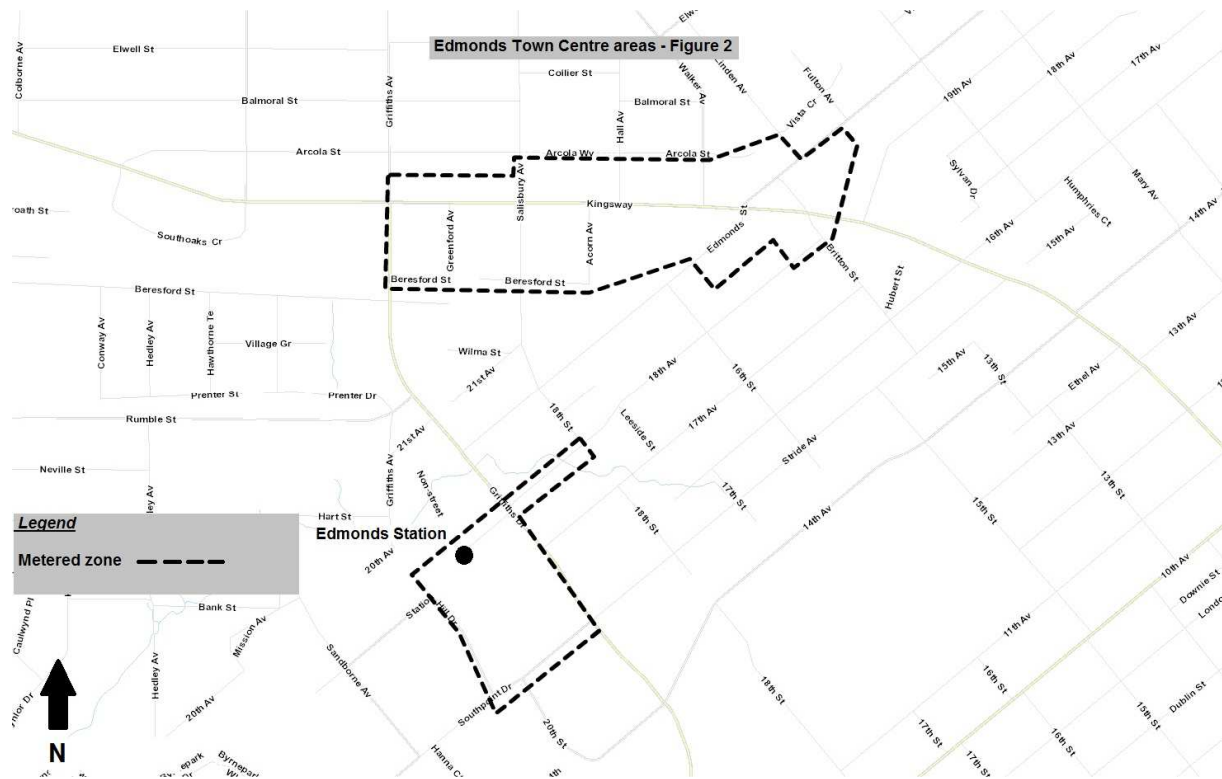 Edmonds Town Centre areas - Figure 2
Elwell St
Colborne Av
Griffiths Av
Collier St
Walker Av
Linden Av
Fulton Av
17th Av
18th Av
19th Av
Balmoral St
Hall Av
Balmoral St
Vista Cr
Arcola St
Arcola Wy
Arcola St
Sylvan Dr
Humphries Ct
Mary Av
14th Av
Salisbury Av
Kingsway
Greenford Av
Acorn Av
Edmonds St
16th Av
15th Av
Southoaks Cr
Britton St
Hubert St
Beresford St
Beresford St
Beresford St
Conway Av
Hedley Av
Hawthorne Te
Village Gr
Wilma St
21st Av
18th Av
16th St
15th Av
13th St
Ethel Av
13th Av
Prenter St
Prenter Dr
Rumble St
21st Av
18th St
Leeside St
17th Av
Stride Av
13th Av
13th St
Neville St
Griffiths Av
Non-street
Griffiths Dr
17th St
18th St
14th Av
15th St
Legend
Metered zone
Hart St
Edmonds Station
20th Av
10th Av
Downie St
Bank St
Station
Hill Dr
Caulwynd Pl
Mission Av
Hedley Av
Sandborne Av
20th Av
Southpoint Dr
20th St
18th St
11th Av
16th St
15th St
Dublin St
17th St
16th St
17th St
N